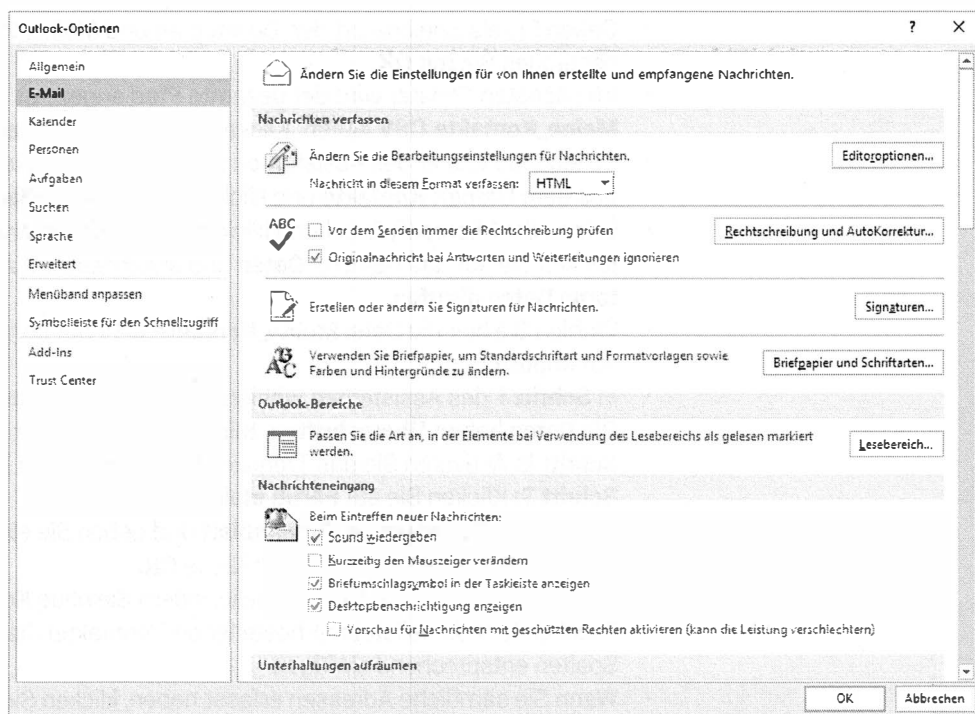 Outlook-Optionen
? ×
Allgemein
E-Mail
Kalender
Personen
Aufgaben
Suchen
Sprache
Erweitert
Menüband anpassen
Symbolleiste für den Schnellzugriff
Add-Ins
Trust Center
Ändern Sie die Einstellungen für von Ihnen erstellte und empfangene Nachrichten.
Nachrichten verfassen
Ändern Sie die Bearbeitungseinstellungen für Nachrichten.
Editoroptionen...
Nachricht in diesem Format verfassen: HTML
ABC
Vor dem Senden immer die Rechtschreibung prüfen
Rechtschreibung und AutoKorrektur...
Originalnachricht bei Antworten und Weiterleitungen ignorieren
Erstellen oder ändern Sie Signaturen für Nachrichten.
Signaturen...
Verwenden Sie Briefpapier, um Standardschriftart und Formatvorlagen sowie
Farben und Hintergründe zu ändern.
Briefpapier und Schriftarten...
Outlook-Bereiche
Passen Sie die Art an, in der Elemente bei Verwendung des Lesebereichs als gelesen markiert
werden.
Lesebereich...
Nachrichteneingang
Beim Eintreffen neuer Nachrichten:
Sound wiedergeben
Kurzzeitig den Mauszeiger verändern
Briefumschlagsymbol in der Taskleiste anzeigen
Desktopbenachrichtigung anzeigen
Vorschau für Nachrichten mit geschützten Rechten aktivieren (kann die Leistung verschlechtern)
Unterhaltungen aufräumen
OK
Abbrechen